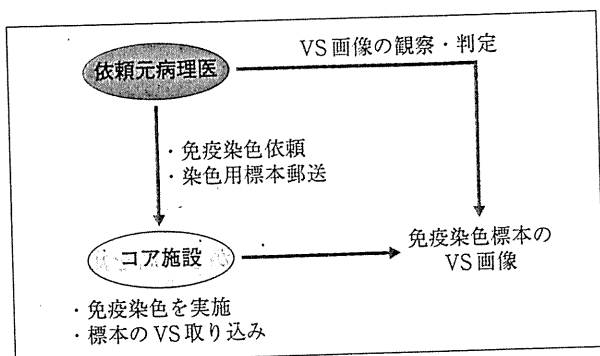 VS画像の観察・判定
依頼元病理医
・免疫染色依頼
・染色用標本郵送
コア施設
免疫染色標本の
VS画像
・免疫染色を実施
・標本のVS取り込み